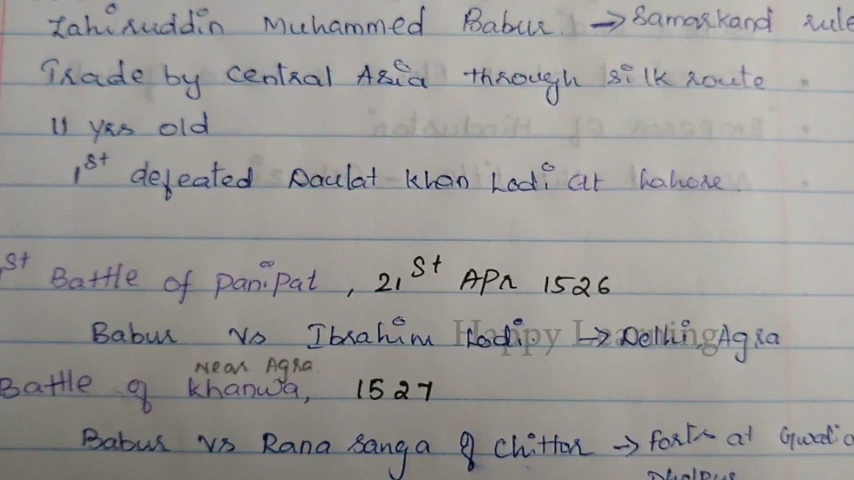 Zahiruddin Muhammed Babur → Samarkand rule
Trade by Central Asia through silk route
11 yrs old
1st defeated Daulat Khan Lodi at Lahore.
1st Battle of Panipat, 21st APR 1526
Babur vs Ibrahim Lodi → Delhi, Agra
Happy Learning
Near Agra
Battle of Khanwa, 1527
Babur vs Rana Sanga of Chittor → forts at